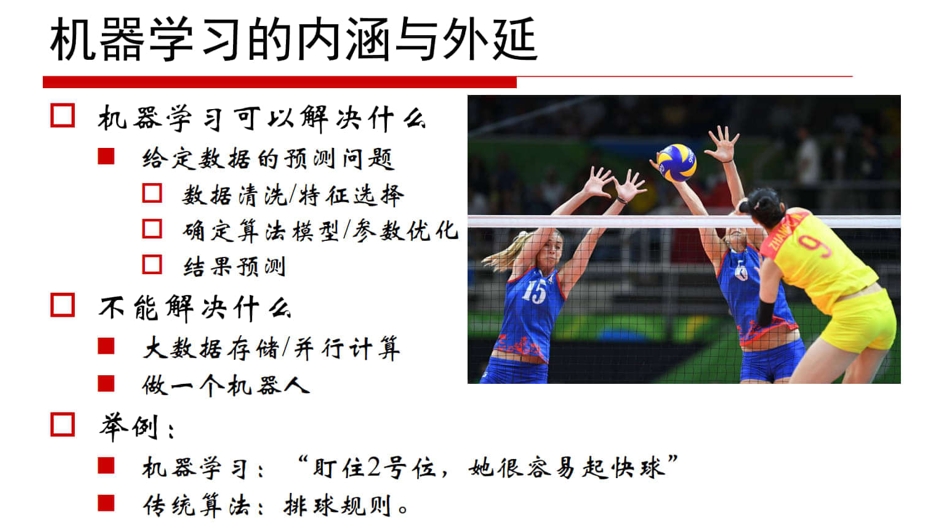 机器学习的内涵与外延
机器学习可以解决什么
给定数据的预测问题
数据清洗/特征选择
确定算法模型/参数优化
结果预测
不能解决什么
大数据存储/并行计算
做一个机器人
举例：
机器学习：“盯住2号位，她很容易起快球”
传统算法：排球规则。
15
6
9